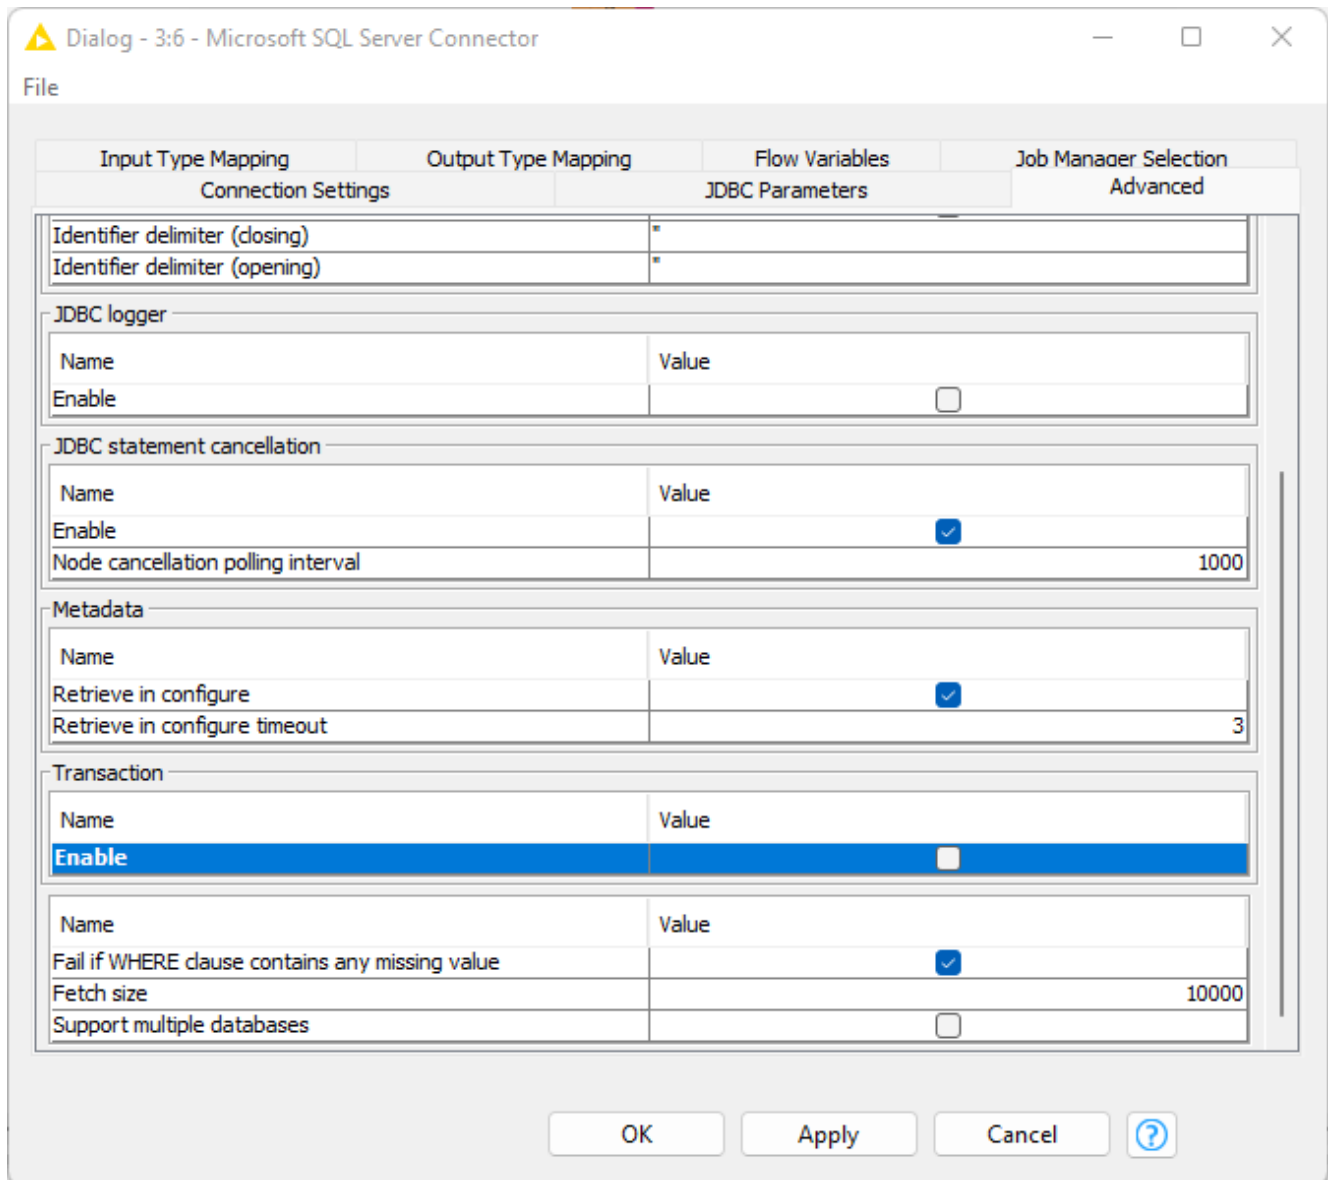 Dialog - 3:6 - Microsoft SQL Server Connector
File
Input Type Mapping Output Type Mapping Flow Variables Job Manager Selection
Connection Settings JDBC Parameters Advanced
Identifier delimiter (closing) "
Identifier delimiter (opening) "
JDBC logger
Name Value
Enable
JDBC statement cancellation
Name Value
Enable
Node cancellation polling interval 1000
Metadata
Name Value
Retrieve in configure
Retrieve in configure timeout 3
Transaction
Name Value
Enable
Name Value
Fail if WHERE clause contains any missing value
Fetch size 10000
Support multiple databases
OK Apply Cancel ?